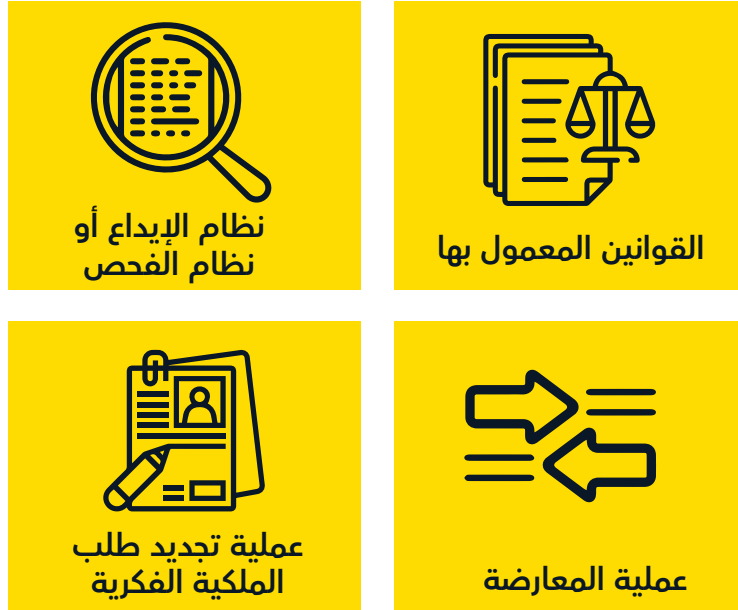 القوانين المعمول بها
نظام الإيداع أو
نظام الفحص
عملية المعارضة
عملية تجديد طلب
الملكية الفكرية